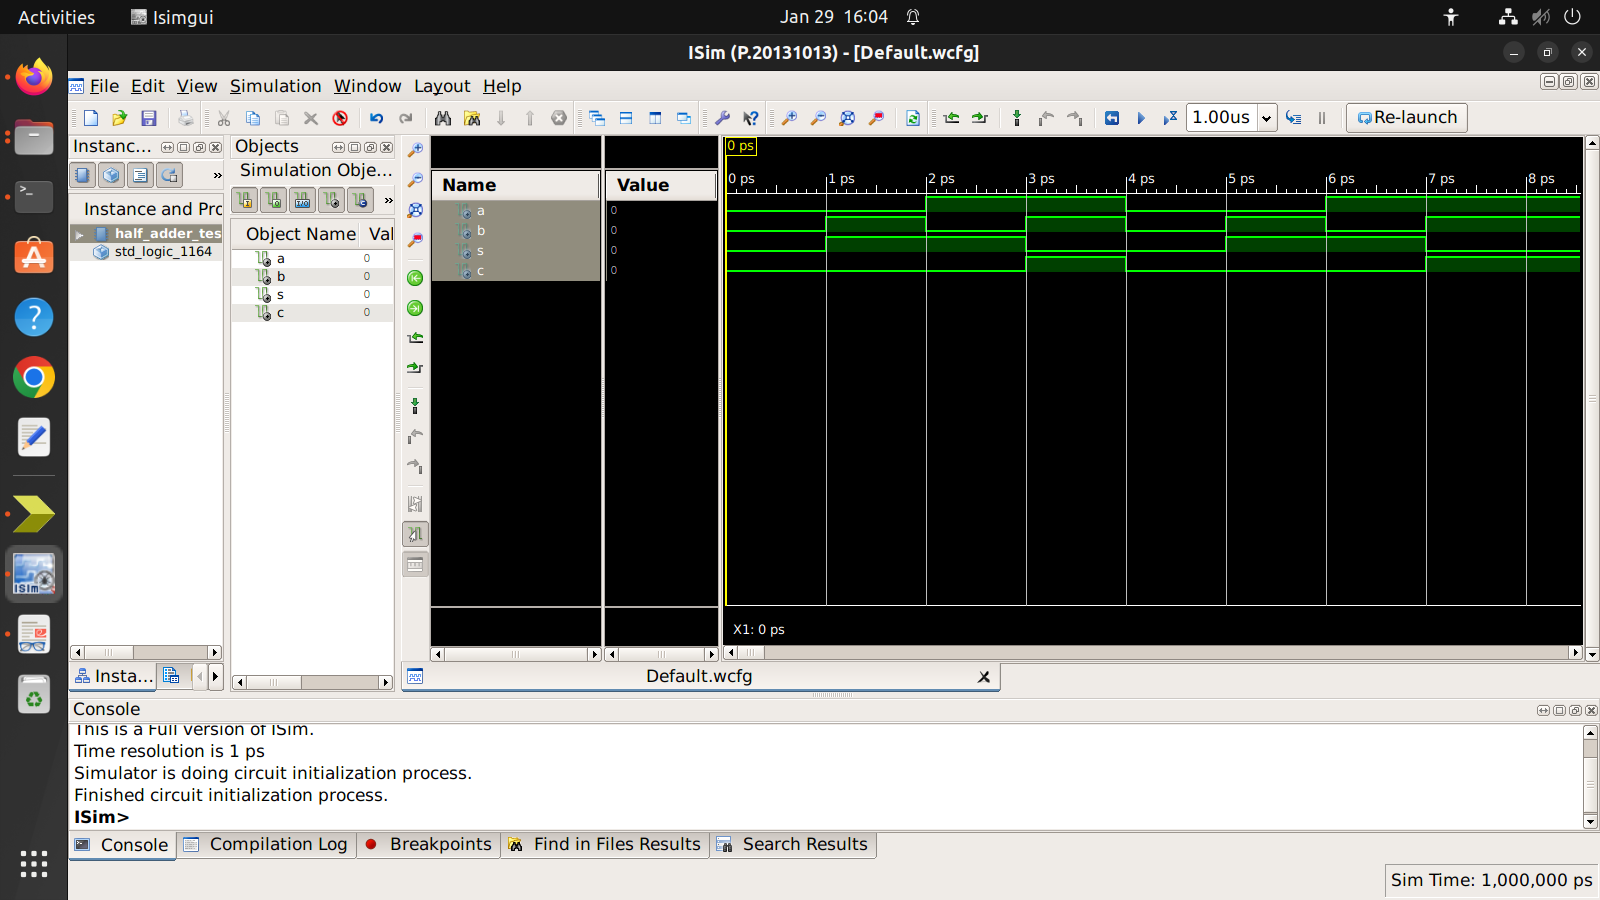 Activities Isimgui Jan 29 16:04
ISim (P.20131013) - [Default.wcfg]
File Edit View Simulation Window Layout Help
1.00us Re-launch
Instanc...
Instance and Prc
half_adder_tes
std_logic_1164
Insta...
Objects
Simulation Obje...
Object Name Val
a 0
b 0
s 0
c 0
Name Value
a 0
b 0
s 0
c 0
0 ps
0 ps 1 ps 2 ps 3 ps 4 ps 5 ps 6 ps 7 ps 8 ps
X1: 0 ps
Default.wcfg
Console
This is a Full version of ISim.
Time resolution is 1 ps
Simulator is doing circuit initialization process.
Finished circuit initialization process.
ISim>
Console Compilation Log Breakpoints Find in Files Results Search Results
Sim Time: 1,000,000 ps
ISim